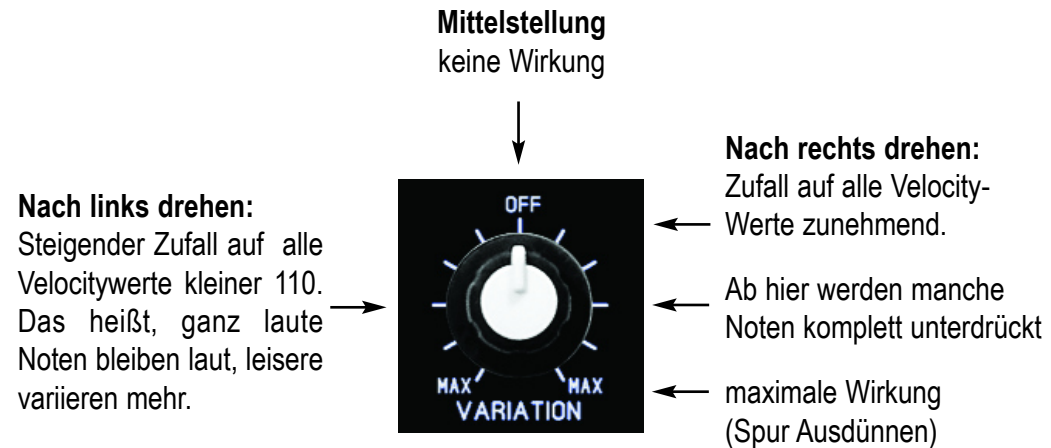 Mittelstellung
keine Wirkung
Nach links drehen:
Steigender Zufall auf alle
Velocitywerte kleiner 110.
Das heißt, ganz laute
Noten bleiben laut, leisere
variieren mehr.
OFF
MAX
MAX
VARIATION
Nach rechts drehen:
Zufall auf alle Velocity-
Werte zunehmend.
Ab hier werden manche
Noten komplett unterdrückt
maximale Wirkung
(Spur Ausdünnen)